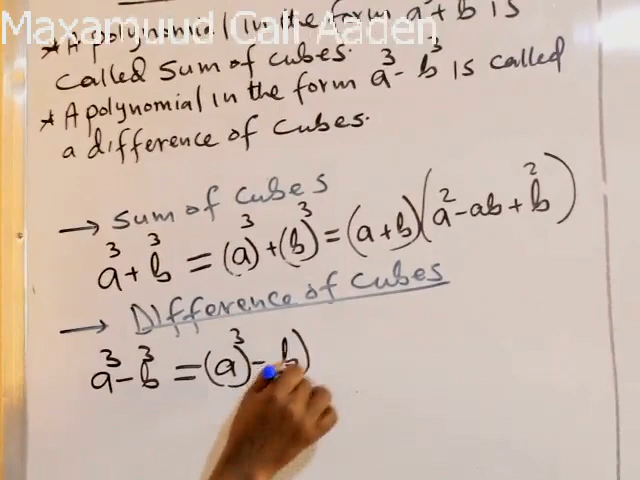 Maxamuud Cali Aaden
* A polynomial in the form a³ + b³ is
called sum of cubes.
* A polynomial in the form a³ - b³ is called
a difference of cubes.
→ sum of cubes
a³ + b³ = (a)³ + (b)³ = (a + b)(a² - ab + b²)
→ Difference of cubes
a³ - b³ = (a)³ - b)